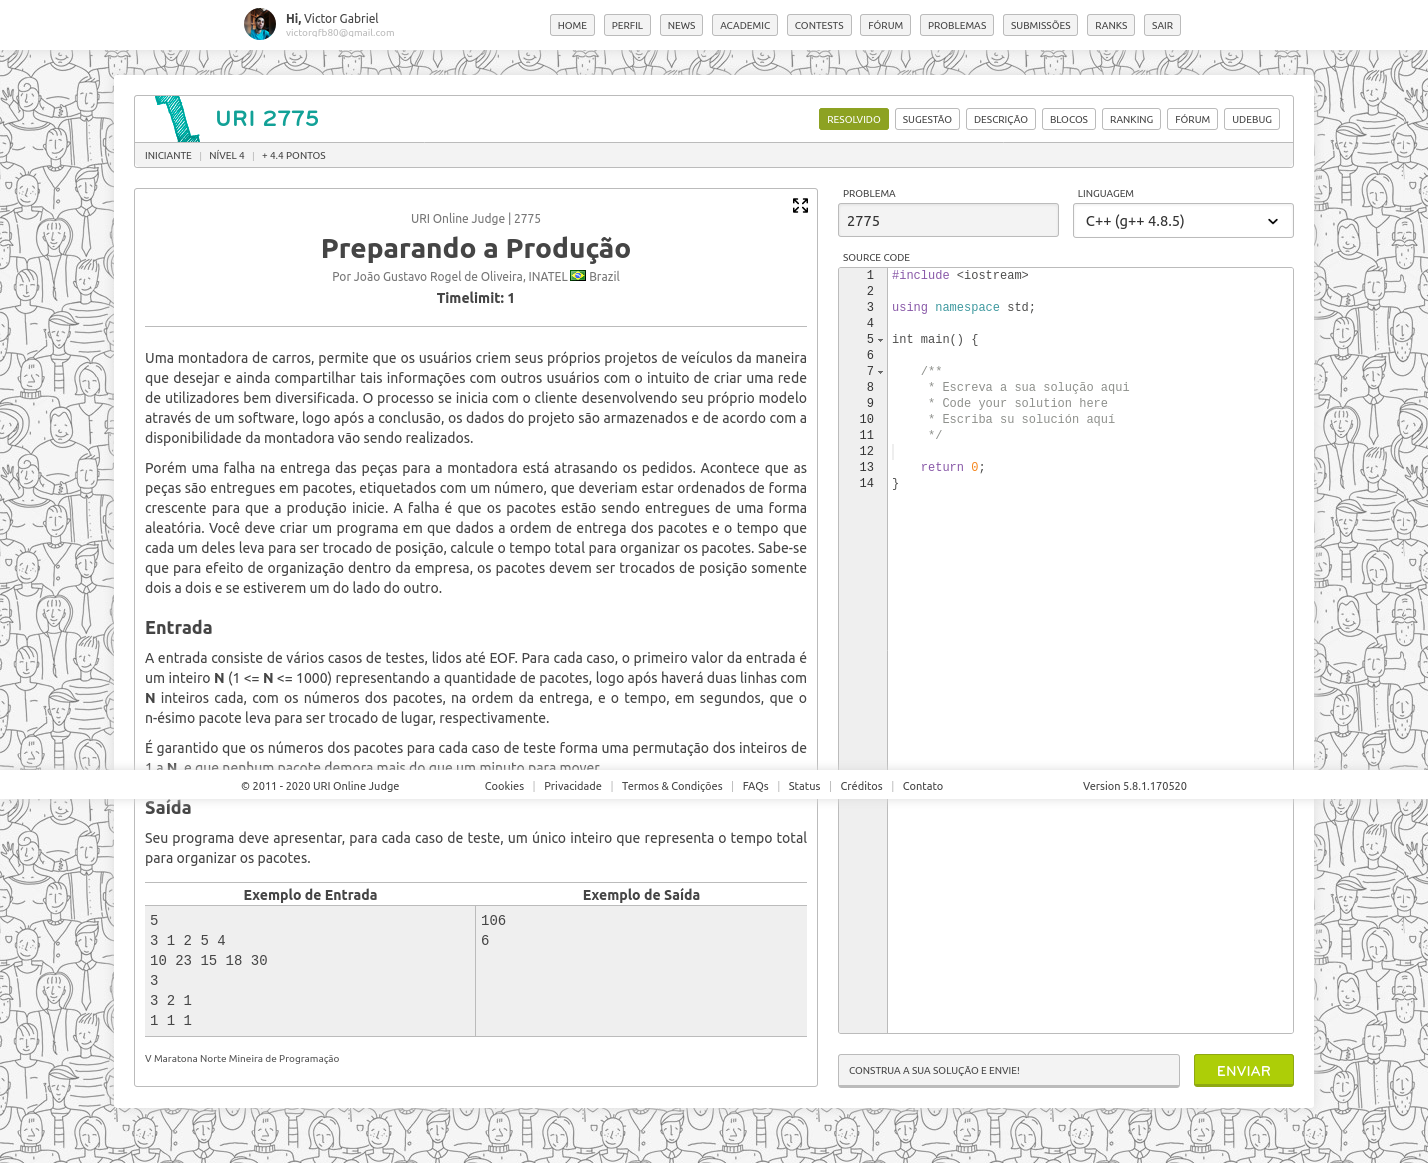 Hi, Victor Gabriel
victorgfb80@gmail.com
HOME PERFIL NEWS ACADEMIC CONTESTS FÓRUM PROBLEMAS SUBMISSÕES RANKS SAIR
URI 2775
RESOLVIDO SUGESTÃO DESCRIÇÃO BLOCOS RANKING FÓRUM UDEBUG
INICIANTE | NÍVEL 4 | + 4.4 PONTOS
URI Online Judge | 2775
Preparando a Produção
Por João Gustavo Rogel de Oliveira, INATEL Brazil
Timelimit: 1
Uma montadora de carros, permite que os usuários criem seus próprios projetos de veículos da maneira
que desejar e ainda compartilhar tais informações com outros usuários com o intuito de criar uma rede
de utilizadores bem diversificada. O processo se inicia com o cliente desenvolvendo seu próprio modelo
através de um software, logo após a conclusão, os dados do projeto são armazenados e de acordo com a
disponibilidade da montadora vão sendo realizados.
Porém uma falha na entrega das peças para a montadora está atrasando os pedidos. Acontece que as
peças são entregues em pacotes, etiquetados com um número, que deveriam estar ordenados de forma
crescente para que a produção inicie. A falha é que os pacotes estão sendo entregues de uma forma
aleatória. Você deve criar um programa em que dados a ordem de entrega dos pacotes e o tempo que
cada um deles leva para ser trocado de posição, calcule o tempo total para organizar os pacotes. Sabe-se
que para efeito de organização dentro da empresa, os pacotes devem ser trocados de posição somente
dois a dois e se estiverem um do lado do outro.
Entrada
A entrada consiste de vários casos de testes, lidos até EOF. Para cada caso, o primeiro valor da entrada é
um inteiro N (1 <= N <= 1000) representando a quantidade de pacotes, logo após haverá duas linhas com
N inteiros cada, com os números dos pacotes, na ordem da entrega, e o tempo, em segundos, que o
n-ésimo pacote leva para ser trocado de lugar, respectivamente.
É garantido que os números dos pacotes para cada caso de teste forma uma permutação dos inteiros de
1 a N, e que nenhum pacote demora mais do que um minuto para mover.
Saída
Seu programa deve apresentar, para cada caso de teste, um único inteiro que representa o tempo total
para organizar os pacotes.
Exemplo de Entrada Exemplo de Saída
5 106
3 1 2 5 4 6
10 23 15 18 30
3
3 2 1
1 1 1
V Maratona Norte Mineira de Programação
PROBLEMA LINGUAGEM
2775 C++ (g++ 4.8.5)
SOURCE CODE
1 #include <iostream>
2
3 using namespace std;
4
5 int main() {
6
7 /**
8 * Escreva a sua solução aqui
9 * Code your solution here
10 * Escriba su solución aquí
11 */
12
13 return 0;
14 }
CONSTRUA A SUA SOLUÇÃO E ENVIE! ENVIAR
© 2011 - 2020 URI Online Judge Cookies | Privacidade | Termos & Condições | FAQs | Status | Créditos | Contato Version 5.8.1.170520